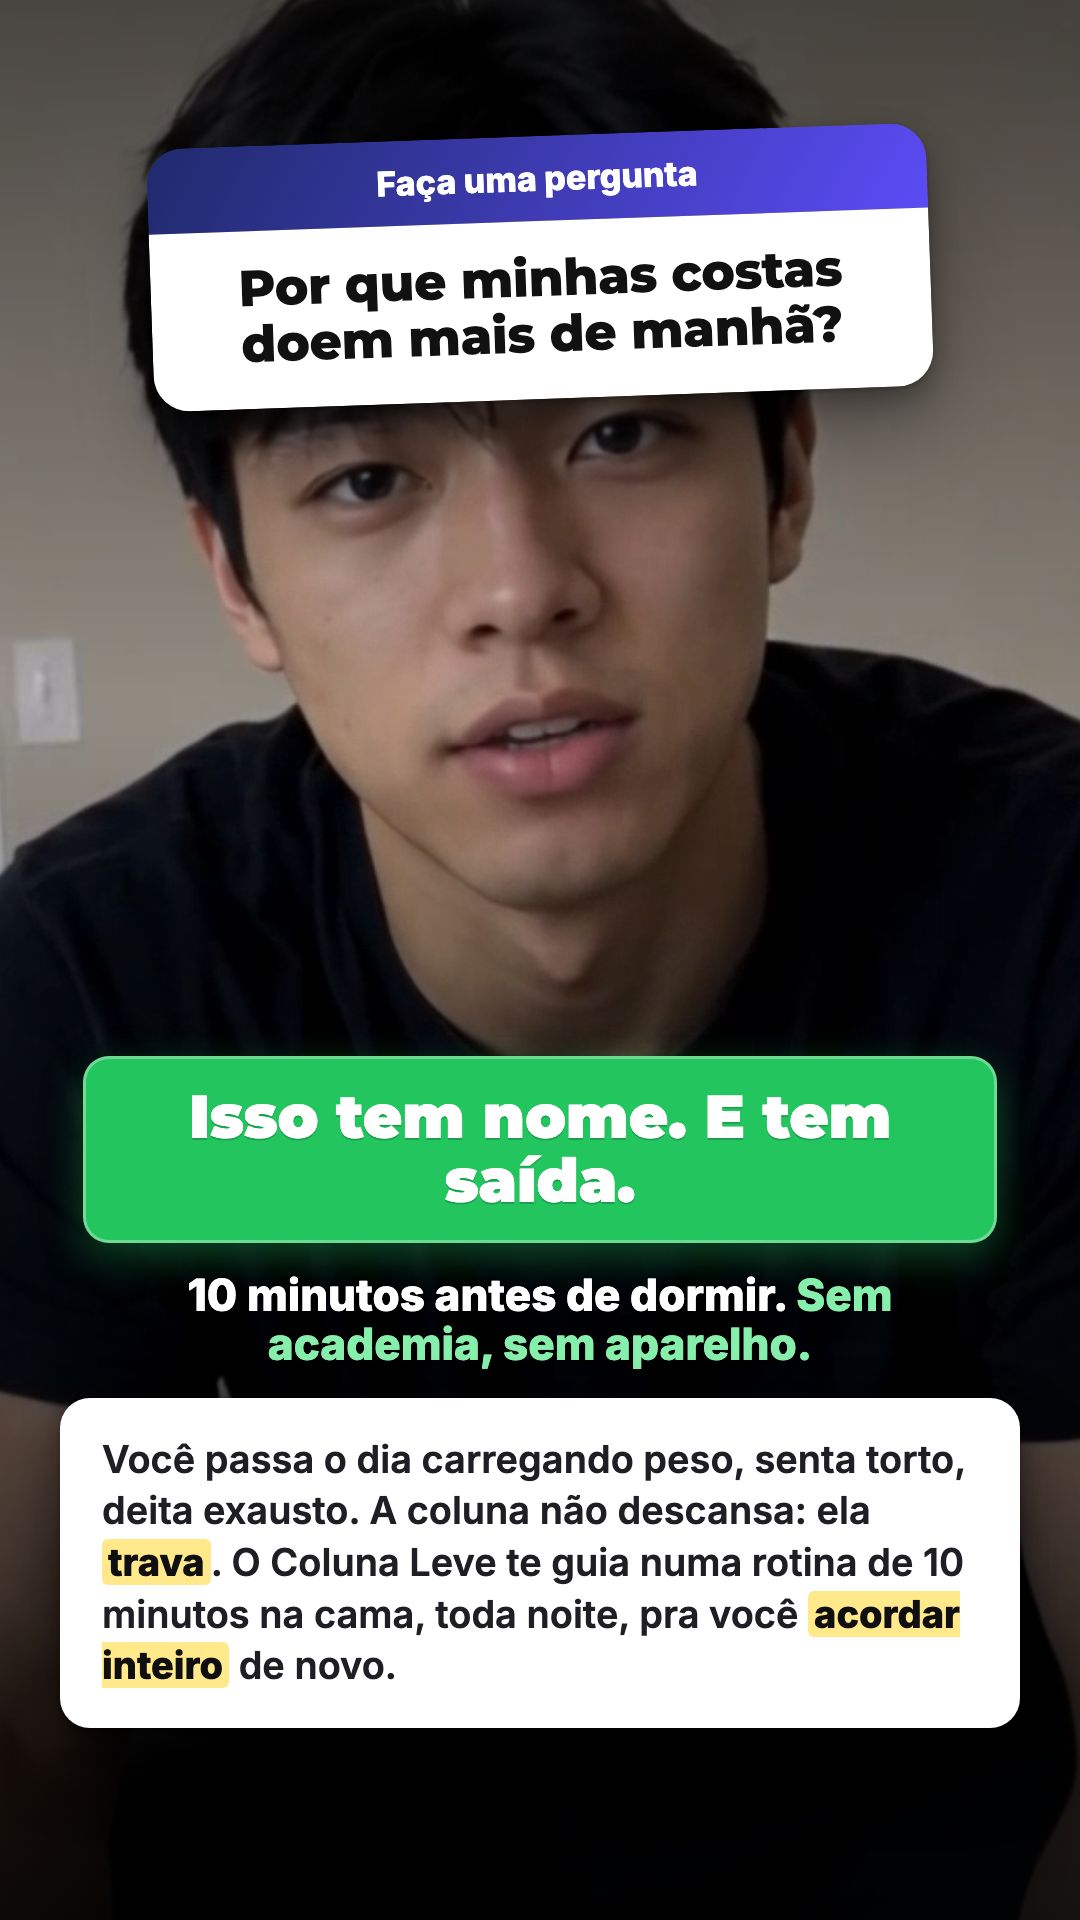 Faça uma pergunta
Por que minhas costas
doem mais de manhã?
Isso tem nome. E tem
saída.
10 minutos antes de dormir. Sem
academia, sem aparelho.
Você passa o dia carregando peso, senta torto,
deita exausto. A coluna não descansa: ela
trava. O Coluna Leve te guia numa rotina de 10
minutos na cama, toda noite, pra você acordar
inteiro de novo.